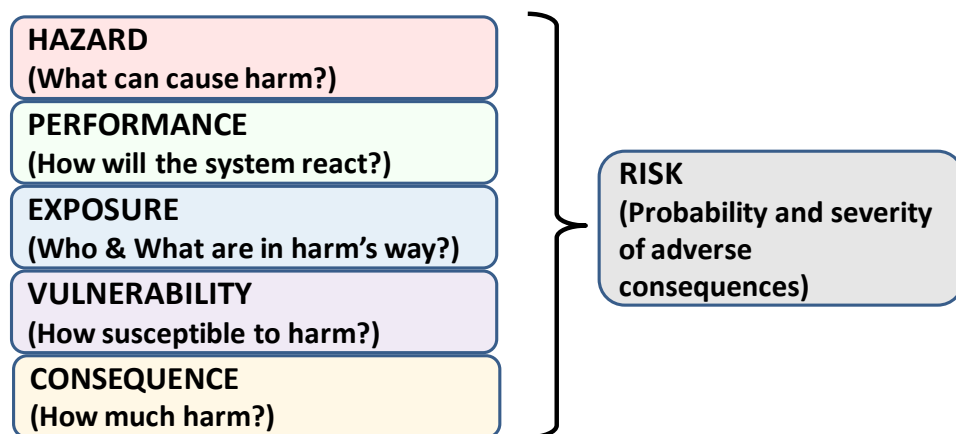 HAZARD
(What can cause harm?)
PERFORMANCE
(How will the system react?)
EXPOSURE
(Who & What are in harm’s way?)
VULNERABILITY
(How susceptible to harm?)
CONSEQUENCE
(How much harm?)
RISK
(Probability and severity
of adverse
consequences)